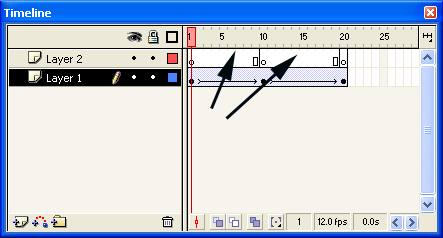 Timeline
1 5 10 15 20 25
Layer 2
Layer 1
1 12.0 fps 0.0s